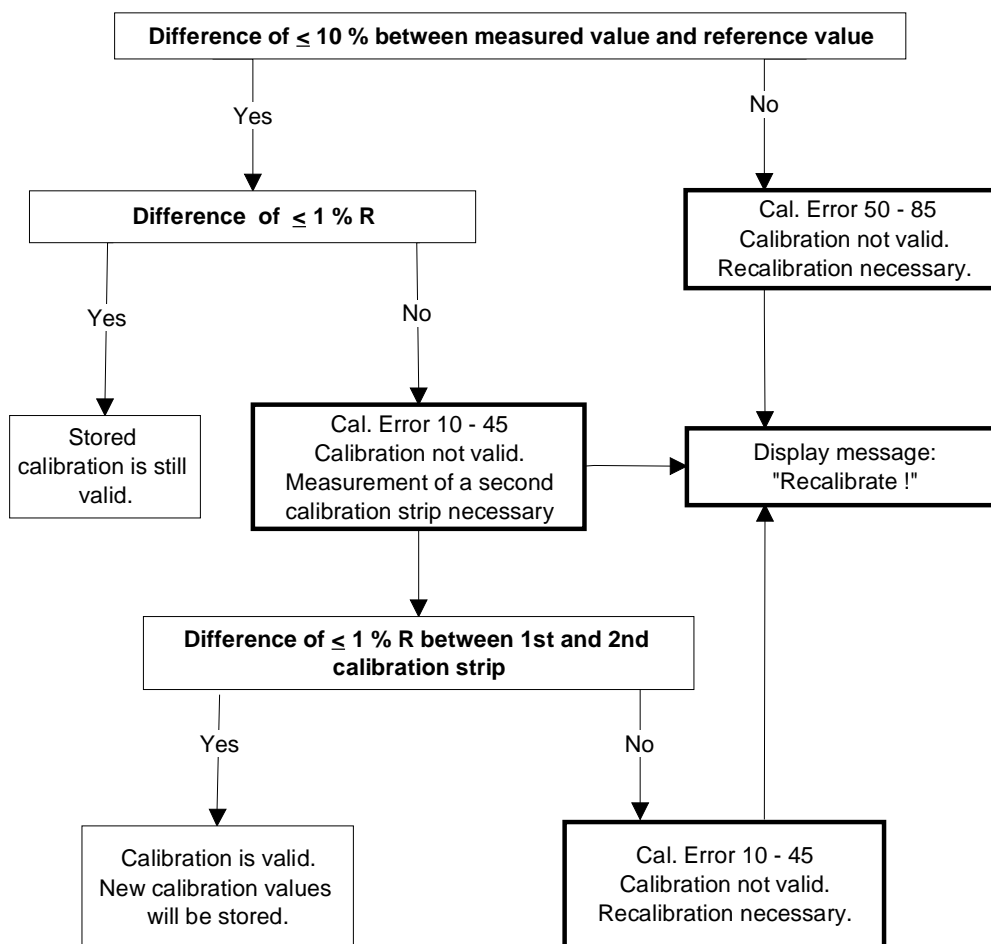 Difference of ≤ 10 % between measured value and reference value
Yes
No
Difference of ≤ 1 % R
Cal. Error 50 - 85
Calibration not valid.
Recalibration necessary.
Yes
No
Stored
calibration is still
valid.
Cal. Error 10 - 45
Calibration not valid.
Measurement of a second
calibration strip necessary
Display message:
"Recalibrate !"
Difference of ≤ 1 % R between 1st and 2nd
calibration strip
Yes
No
Calibration is valid.
New calibration values
will be stored.
Cal. Error 10 - 45
Calibration not valid.
Recalibration necessary.